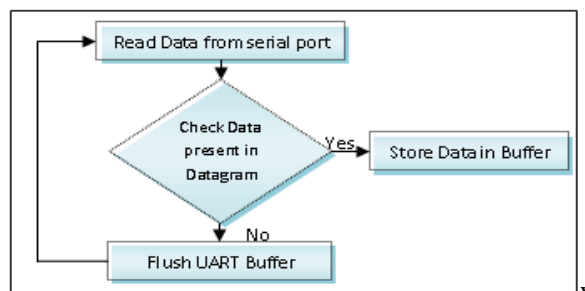 Read Data from serial port
Check Data
present in
Datagram
Yes
Store Data in Buffer
No
Flush UART Buffer